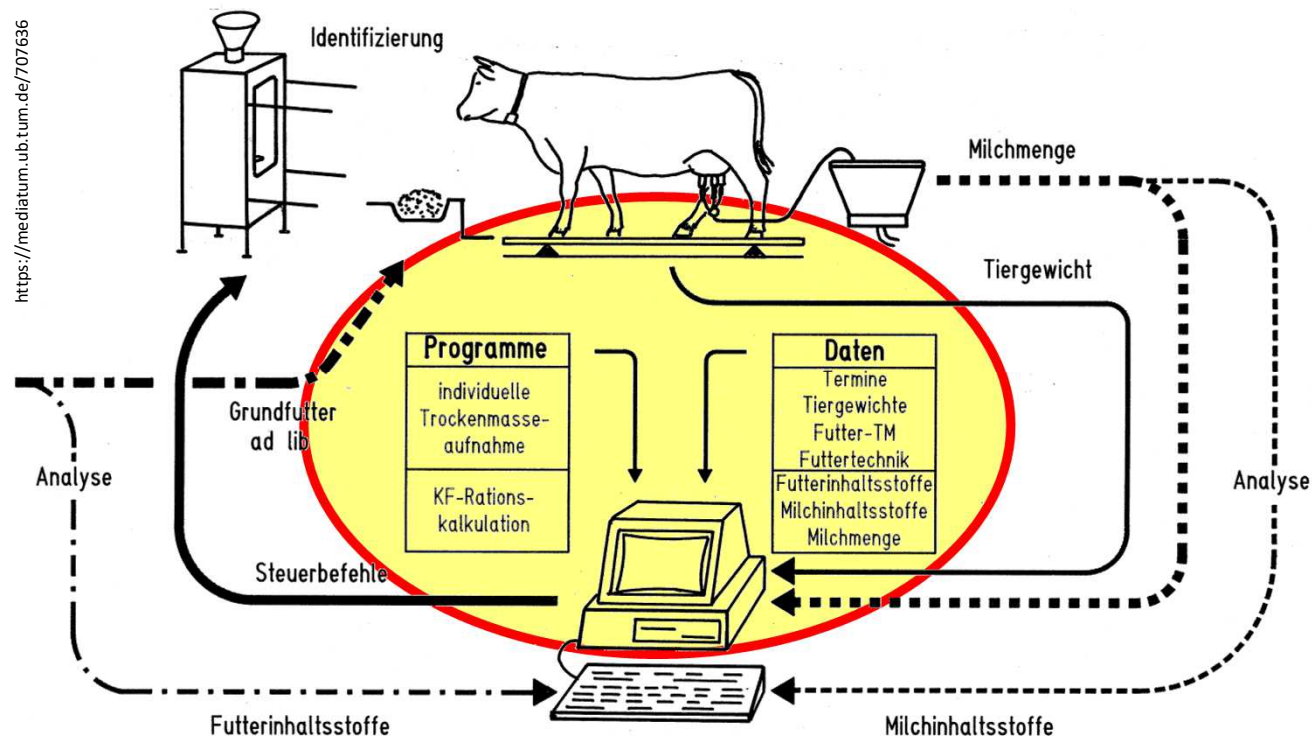 https://mediatum.ub.tum.de/707636
Identifizierung
Milchmenge
Tiergewicht
Programme
individuelle
Trockenmasse-
aufnahme
KF-Rations-
kalkulation
Daten
Termine
Tiergewichte
Futter-TM
Futtertechnik
Futterinhaltsstoffe
Milchinhaltsstoffe
Milchmenge
Grundfutter
ad lib
Analyse
Analyse
Steuerbefehle
Futterinhaltsstoffe
Milchinhaltsstoffe